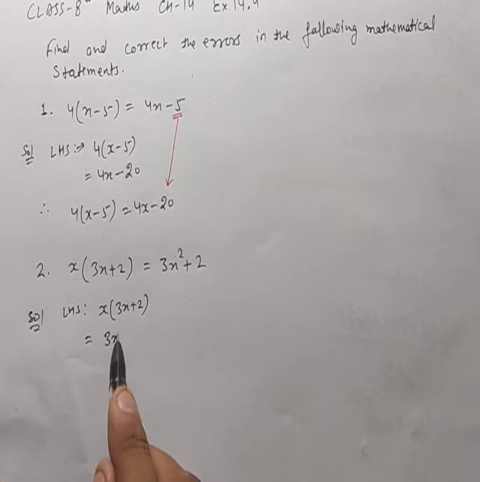 CLASS-8th Maths CH-14 EX 14.4
Find and correct the errors in the following mathematical
Statements.
1. 4(x-5) = 4x-5
Sol LHS:⇒ 4(x-5)
= 4x-20
∴ 4(x-5) = 4x-20
2. x(3x+2) = 3x²+2
Sol LHS: x(3x+2)
= 3x